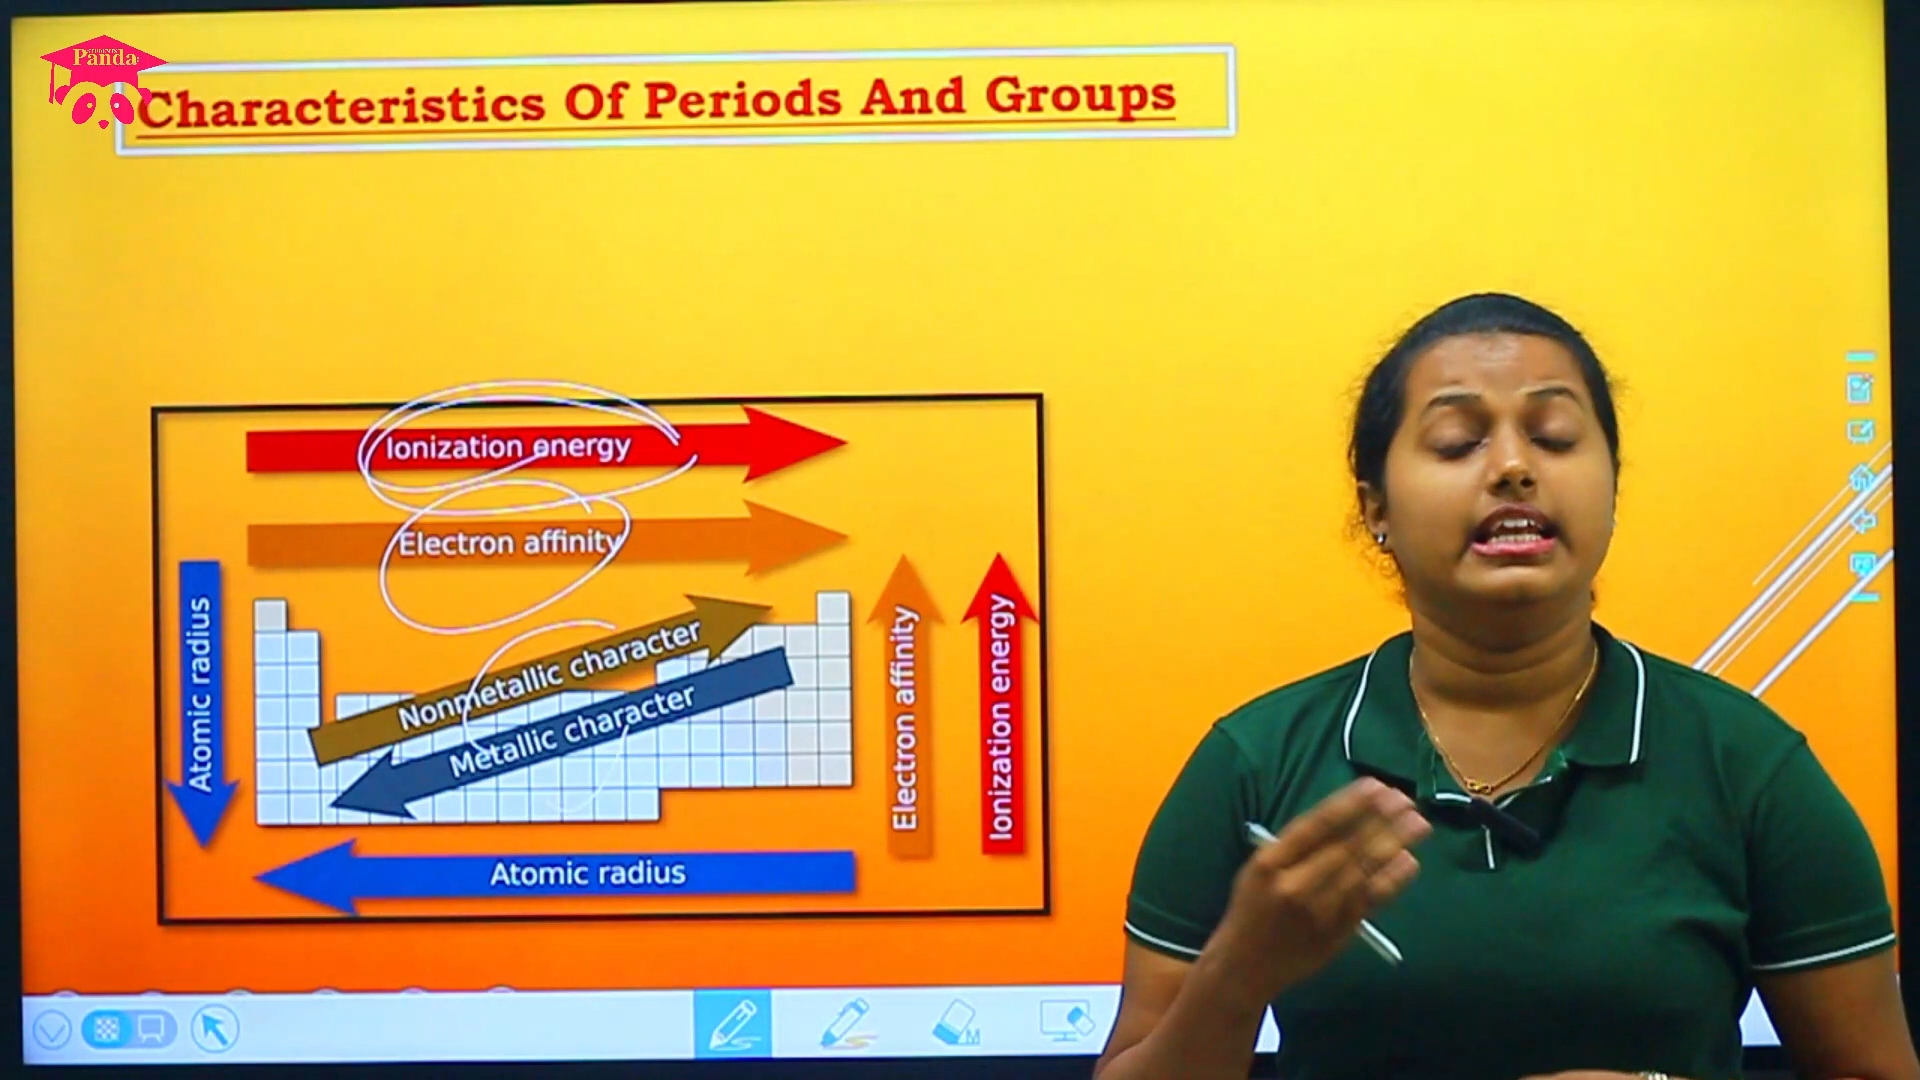 Panda
Characteristics Of Periods And Groups
Ionization energy
Electron affinity
Atomic radius
Nonmetallic character
Metallic character
Electron affinity
Ionization energy
Atomic radius
M